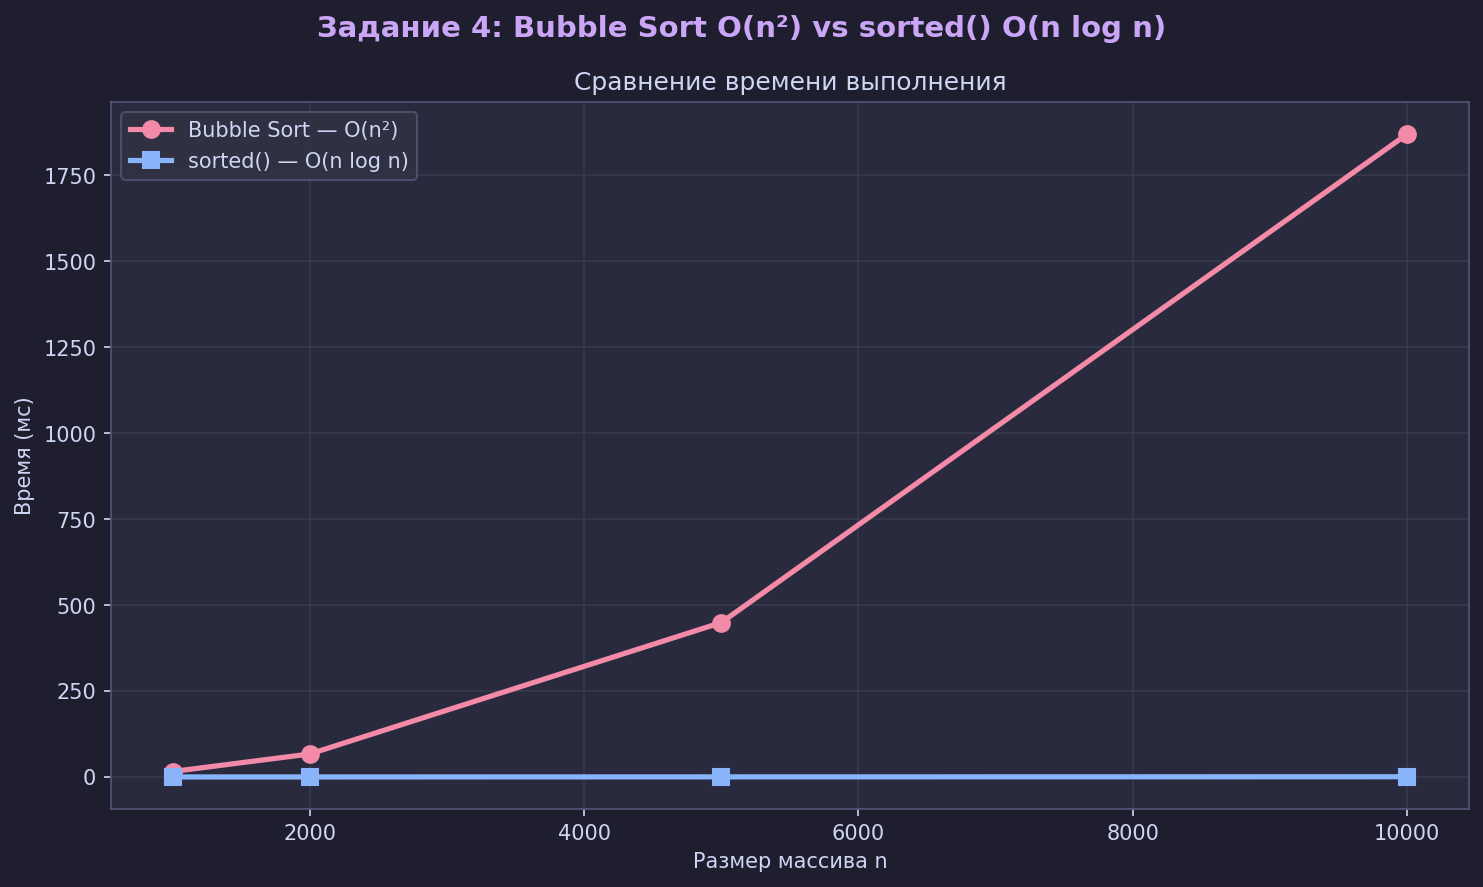 Задание 4: Bubble Sort O(n²) vs sorted() O(n log n)
Сравнение времени выполнения
Bubble Sort — O(n²)
sorted() — O(n log n)
1750
1500
1250
1000
750
500
250
0
Время (мс)
2000 4000 6000 8000 10000
Размер массива n